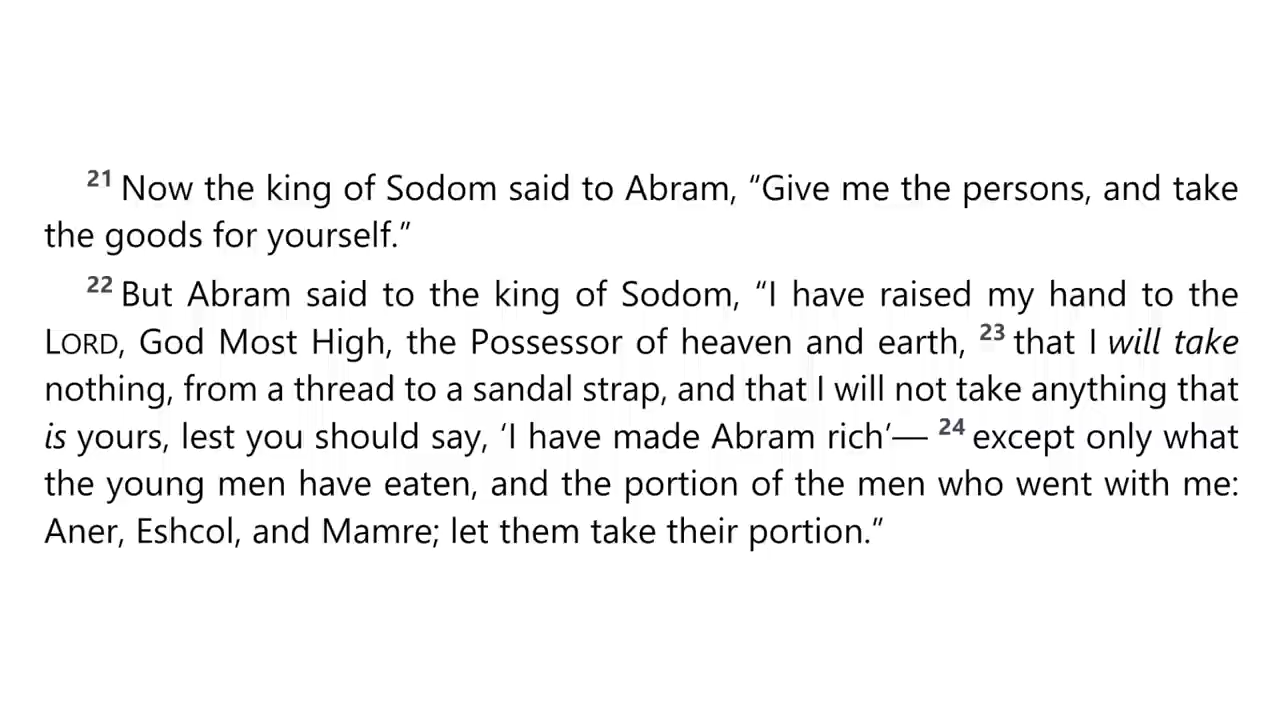 21 Now the king of Sodom said to Abram, “Give me the persons, and take
the goods for yourself.”
22 But Abram said to the king of Sodom, “I have raised my hand to the
LORD, God Most High, the Possessor of heaven and earth, 23 that I will take
nothing, from a thread to a sandal strap, and that I will not take anything that
is yours, lest you should say, ‘I have made Abram rich’— 24 except only what
the young men have eaten, and the portion of the men who went with me:
Aner, Eshcol, and Mamre; let them take their portion.”